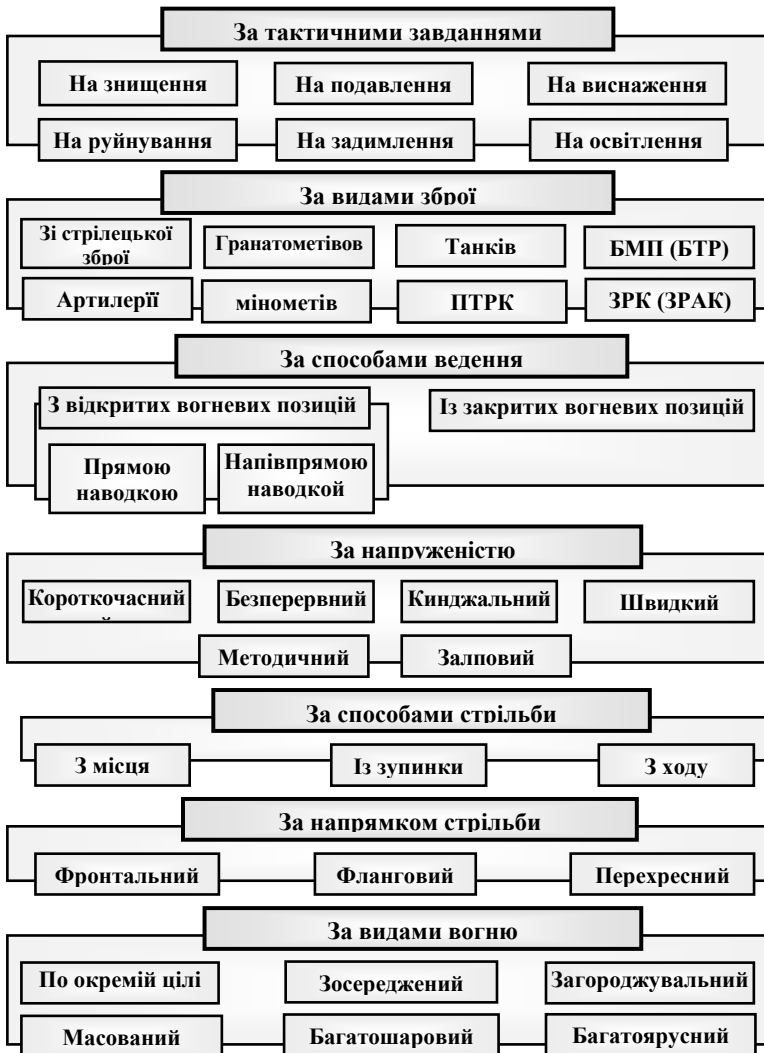 За тактичними завданнями
На знищення
На подавлення
На виснаження
На руйнування
На задимлення
На освітлення
За видами зброї
Зі стрілецької
зброї
Гранатометівов
Танків
БМП (БТР)
Артилерії
мінометів
ПТРК
ЗРК (ЗРАК)
За способами ведення
З відкритих вогневих позицій
Із закритих вогневих позицій
Прямою
наводкою
Напівпрямою
наводкой
За напруженістю
Короткочасний
й
Безперервний
Кинджальний
Швидкий
Методичний
Залповий
За способами стрільби
З місця
Із зупинки
З ходу
За напрямком стрільби
Фронтальний
Фланговий
Перехресний
За видами вогню
По окремій цілі
Зосереджений
Загороджувальний
Масований
Багатошаровий
Багатоярусний